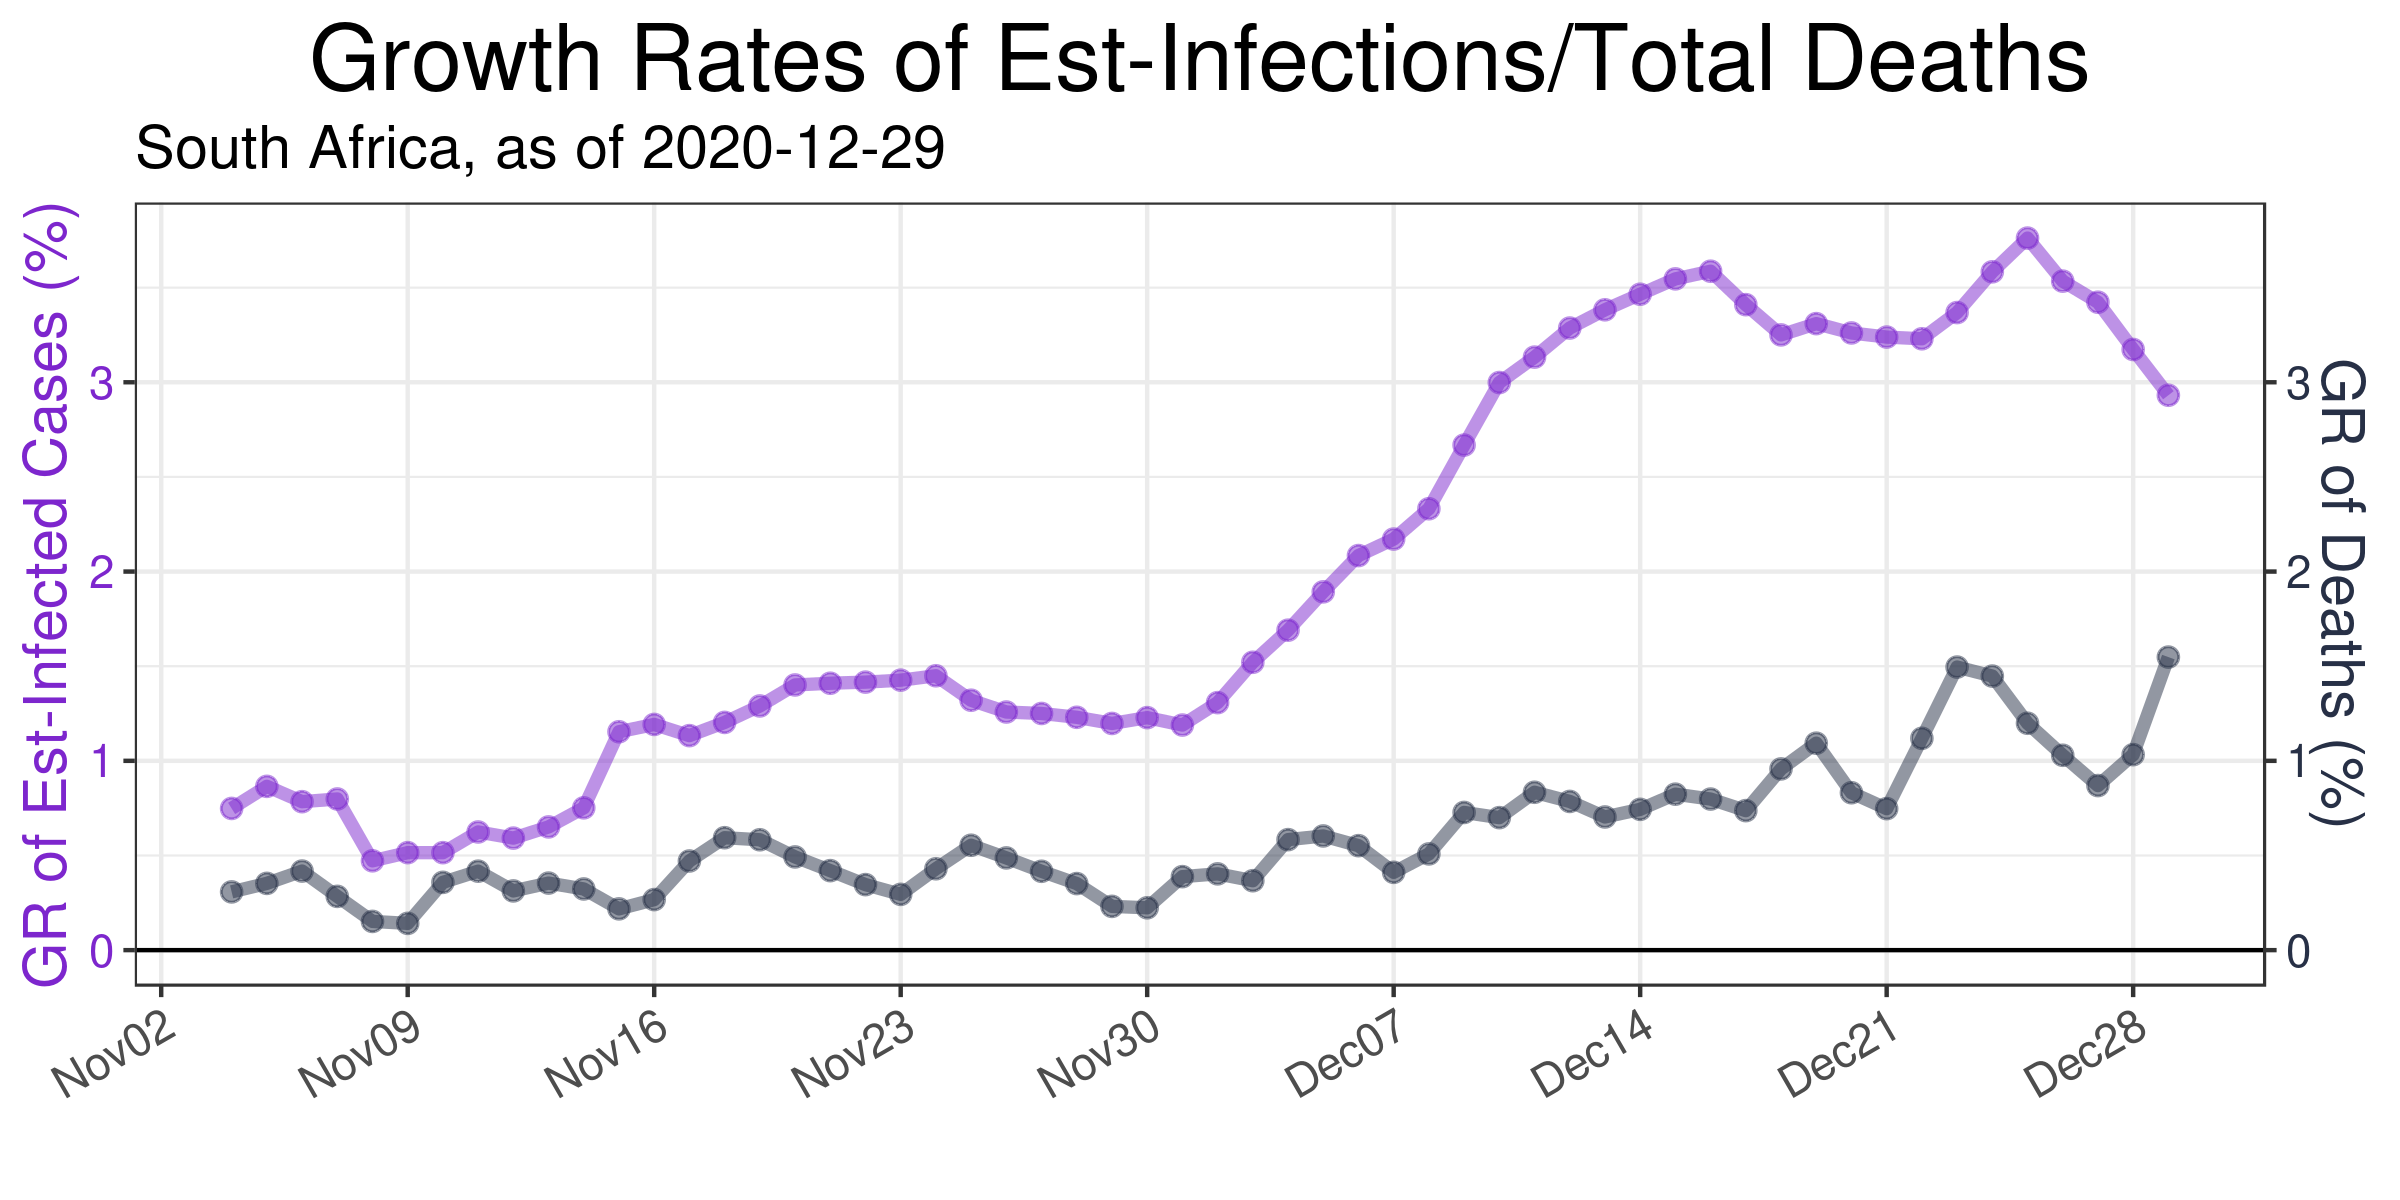 Growth Rates of Est-Infections/Total Deaths
South Africa, as of 2020-12-29
GR of Est-Infected Cases (%)
3
2
1
0
3
2
1
0
GR of Deaths (%)
Nov02
Nov09
Nov16
Nov23
Nov30
Dec07
Dec14
Dec21
Dec28